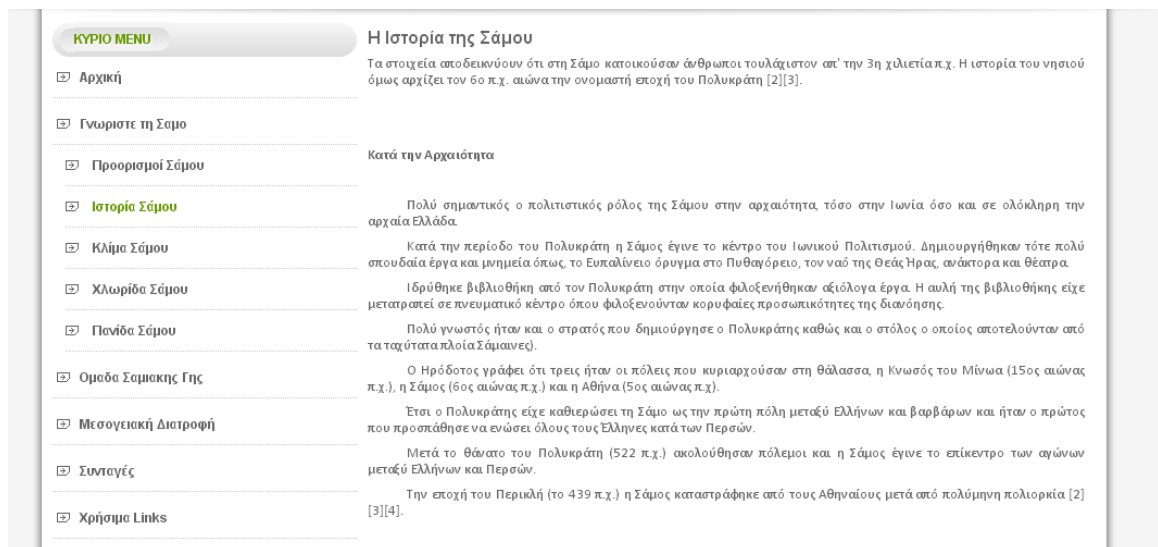 ΚΥΡΙΟ MENU
Αρχική
Γνωριστε τη Σαμο
Προορισμοί Σάμου
Ιστορία Σάμου
Κλίμα Σάμου
Χλωρίδα Σάμου
Πανίδα Σάμου
Ομαδα Σαμιακης Γης
Μεσογειακή Διατροφή
Συνταγές
Χρήσιμα Links
Η Ιστορία της Σάμου
Τα στοιχεία αποδεικνύουν ότι στη Σάμο κατοικούσαν άνθρωποι τουλάχιστον απ' την 3η χιλιετία π.χ. Η ιστορία του νησιού
όμως αρχίζει τον 6ο π.χ. αιώνα την ονομαστή εποχή του Πολυκράτη [2][3].
Κατά την Αρχαιότητα
Πολύ σημαντικός ο πολιτιστικός ρόλος της Σάμου στην αρχαιότητα, τόσο στην Ιωνία όσο και σε ολόκληρη την
αρχαία Ελλάδα.
Κατά την περίοδο του Πολυκράτη η Σάμος έγινε το κέντρο του Ιωνικού Πολιτισμού. Δημιουργήθηκαν τότε πολύ
σπουδαία έργα και μνημεία όπως, το Ευπαλίνειο όρυγμα στο Πυθαγόρειο, τον ναό της Θεάς Ήρας, ανάκτορα και θέατρα.
Ιδρύθηκε βιβλιοθήκη από τον Πολυκράτη στην οποία φιλοξενήθηκαν αξιόλογα έργα. Η αυλή της βιβλιοθήκης είχε
μετατραπεί σε πνευματικό κέντρο όπου φιλοξενούνταν κορυφαίες προσωπικότητες της διανόησης.
Πολύ γνωστός ήταν και ο στρατός που δημιούργησε ο Πολυκράτης καθώς και ο στόλος ο οποίος αποτελούνταν από
τα ταχύτατα πλοία Σάμαινες).
Ο Ηρόδοτος γράφει ότι τρεις ήταν οι πόλεις που κυριαρχούσαν στη θάλασσα, η Κνωσός του Μίνωα (15ος αιώνας
π.χ.), η Σάμος (6ος αιώνας π.χ.) και η Αθήνα (5ος αιώνας π.χ).
Έτσι ο Πολυκράτης είχε καθιερώσει τη Σάμο ως την πρώτη πόλη μεταξύ Ελλήνων και βαρβάρων και ήταν ο πρώτος
που προσπάθησε να ενώσει όλους τους Έλληνες κατά των Περσών.
Μετά το θάνατο του Πολυκράτη (522 π.χ.) ακολούθησαν πόλεμοι και η Σάμος έγινε το επίκεντρο των αγώνων
μεταξύ Ελλήνων και Περσών.
Την εποχή του Περικλή (το 439 π.χ.) η Σάμος καταστράφηκε από τους Αθηναίους μετά από πολύμηνη πολιορκία [2]
[3][4].